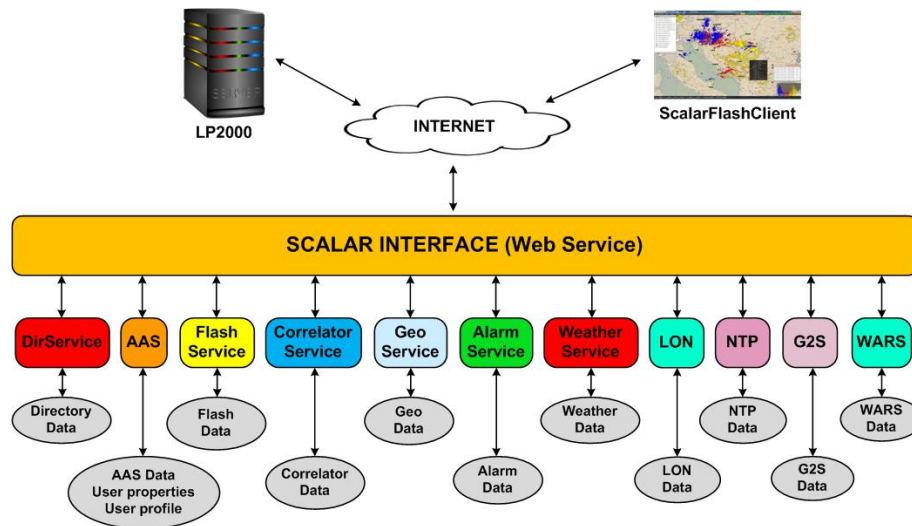 SERVER
LP2000
INTERNET
ScalarFlashClient
SCALAR INTERFACE (Web Service)
DirService
AAS
Flash
Service
Correlator
Service
Geo
Service
Alarm
Service
Weather
Service
LON
NTP
G2S
WARS
Directory
Data
Flash
Data
Geo
Data
Weather
Data
NTP
Data
WARS
Data
AAS Data
User properties
User profile
Correlator
Data
Alarm
Data
LON
Data
G2S
Data